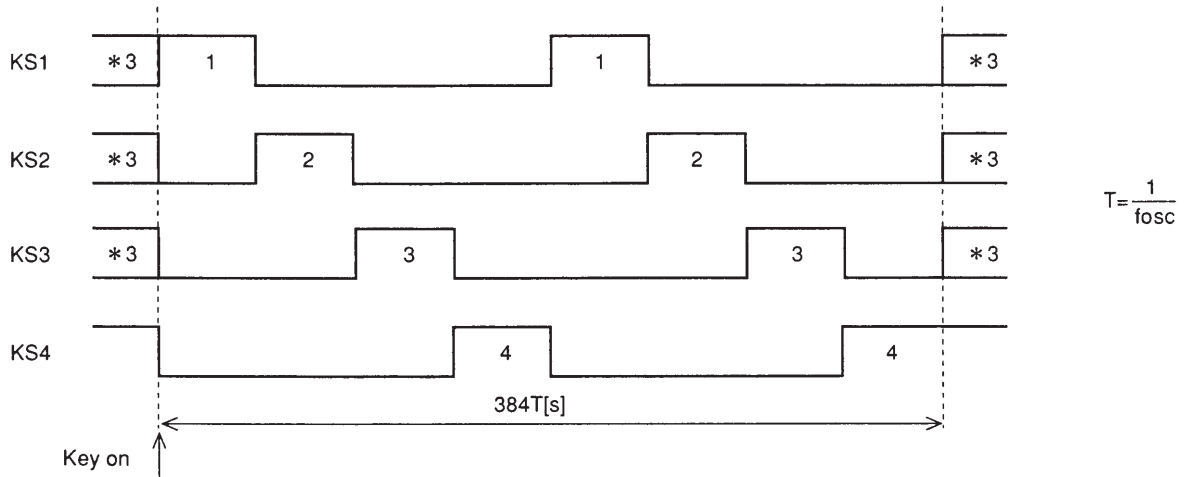 KS1 *3 1 1 *3
KS2 *3 2 2 *3
KS3 *3 3 3 *3
KS4 4 4
T=1/fosc
384T[s]
Key on